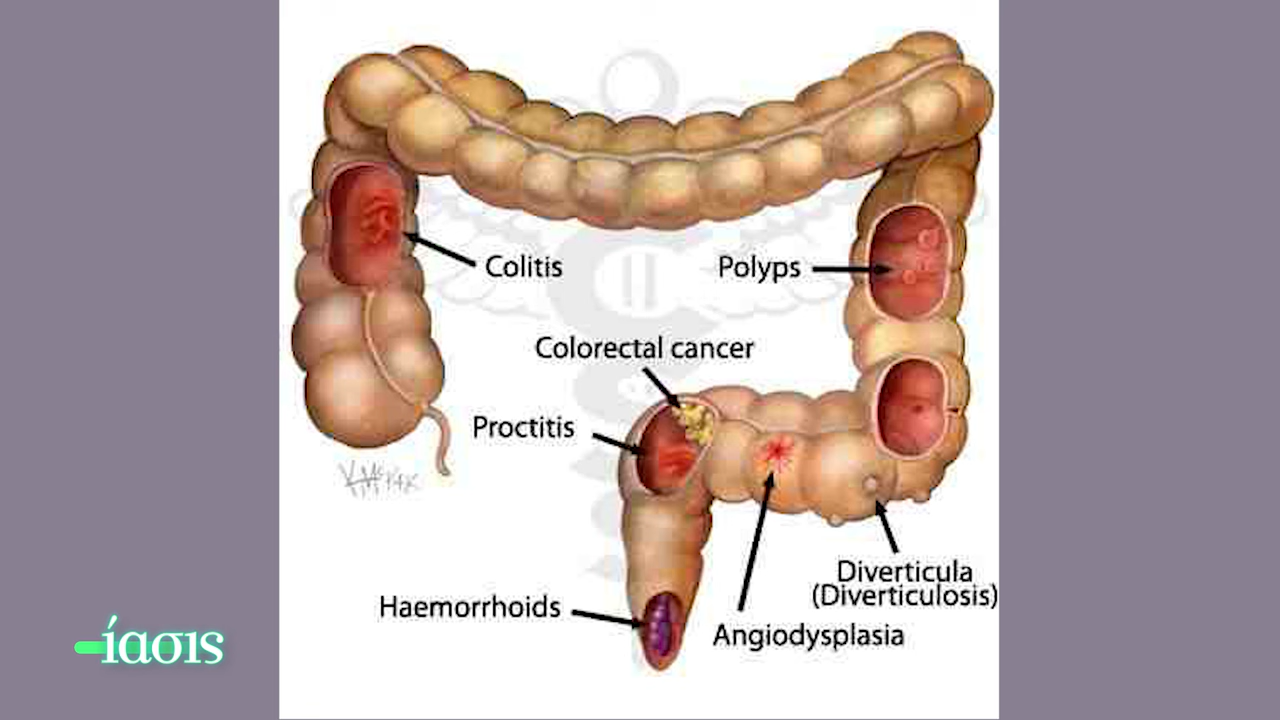 Colitis
Polyps
Colorectal cancer
Proctitis
Diverticula
(Diverticulosis)
Haemorrhoids
Angiodysplasia
ίασις